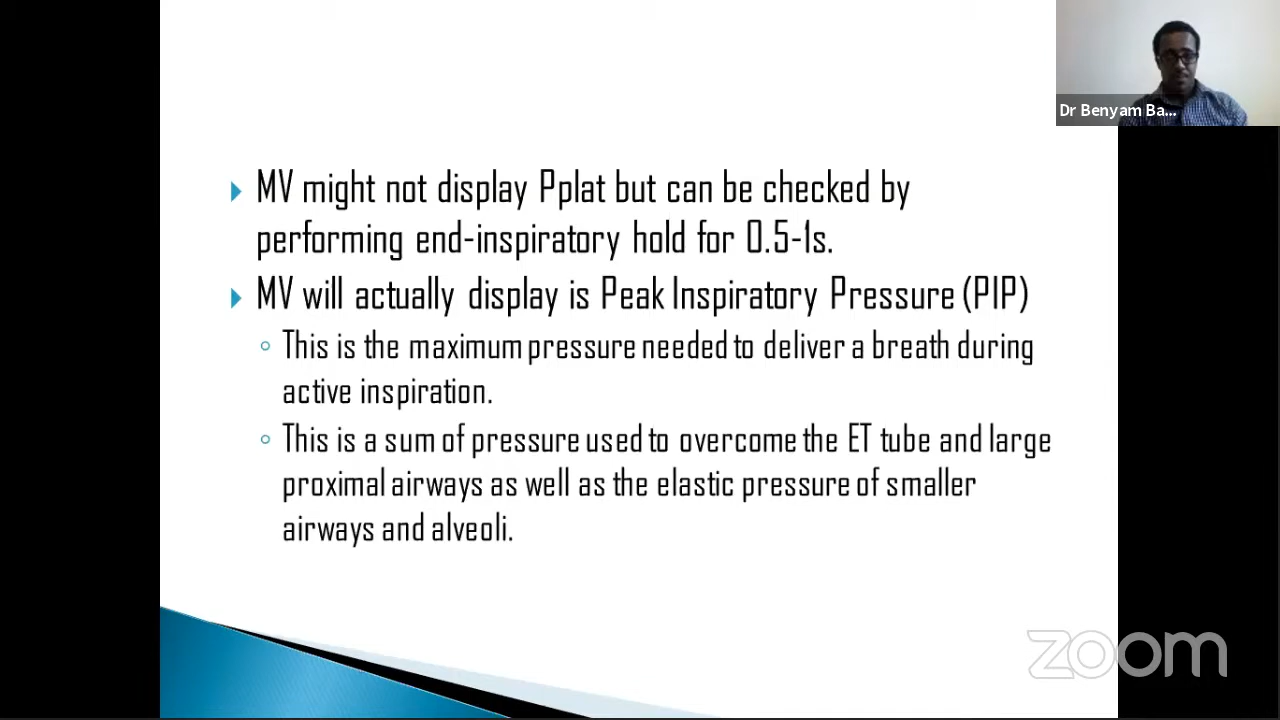 Dr Benyam Ba...
MV might not display Pplat but can be checked by
performing end-inspiratory hold for 0.5-1s.
MV will actually display is Peak Inspiratory Pressure (PIP)
This is the maximum pressure needed to deliver a breath during
active inspiration.
This is a sum of pressure used to overcome the ET tube and large
proximal airways as well as the elastic pressure of smaller
airways and alveoli.
zoom